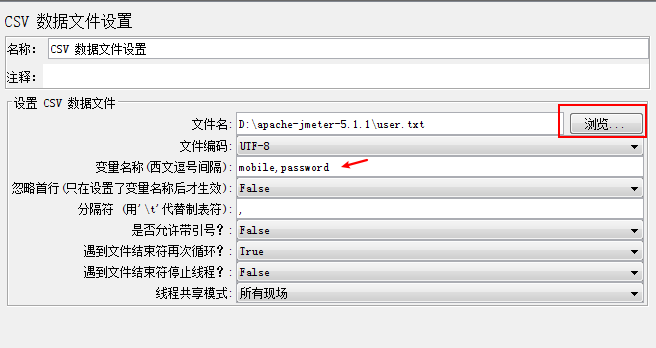 CSV 数据文件设置
名称: CSV 数据文件设置
注释:
设置 CSV 数据文件
文件名: D:\apache-jmeter-5.1.1\user.txt 浏览...
文件编码: UTF-8
变量名称(西文逗号间隔): mobile,password
忽略首行(只在设置了变量名称后才生效): False
分隔符 (用'\t'代替制表符): ,
是否允许带引号?: False
遇到文件结束符再次循环?: True
遇到文件结束符停止线程?: False
线程共享模式: 所有现场